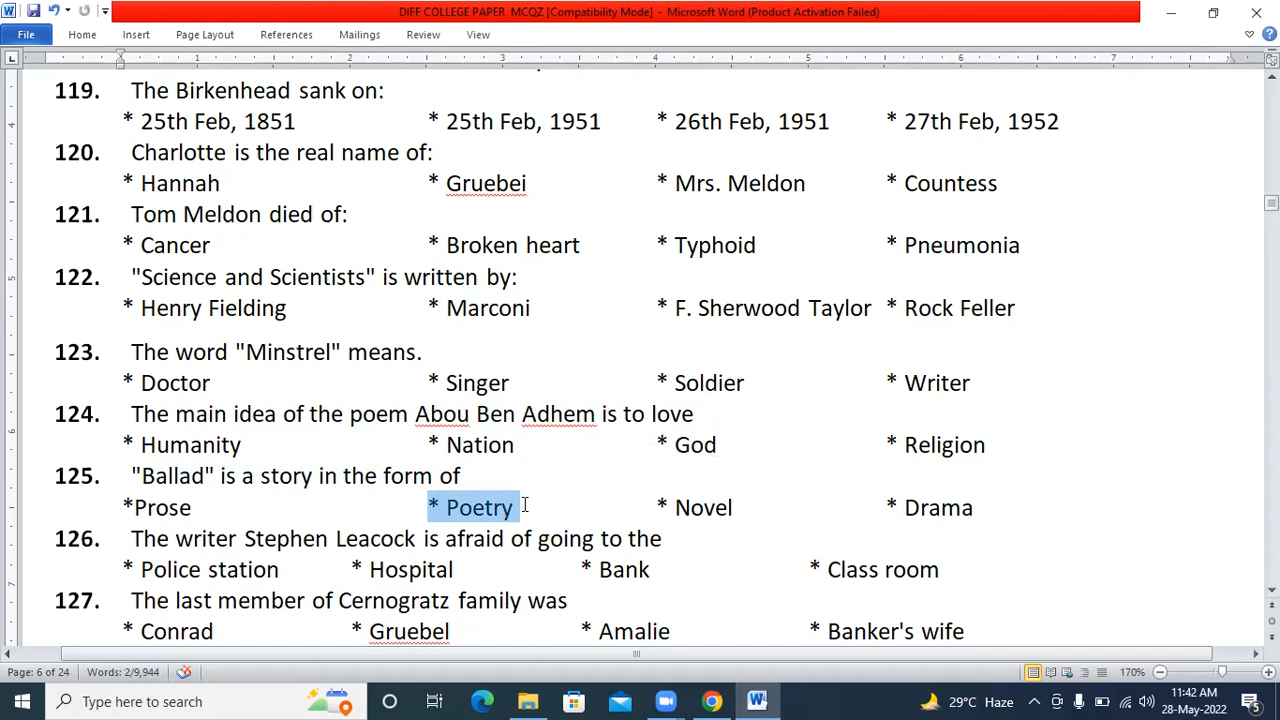 DIFF COLLEGE PAPER MCQZ [Compatibility Mode] - Microsoft Word (Product Activation Failed)
File Home Insert Page Layout References Mailings Review View
1 2 3 4 5 6 7
119. The Birkenhead sank on:
* 25th Feb, 1851 * 25th Feb, 1951 * 26th Feb, 1951 * 27th Feb, 1952
120. Charlotte is the real name of:
* Hannah * Gruebei * Mrs. Meldon * Countess
121. Tom Meldon died of:
* Cancer * Broken heart * Typhoid * Pneumonia
122. "Science and Scientists" is written by:
* Henry Fielding * Marconi * F. Sherwood Taylor * Rock Feller
123. The word "Minstrel" means.
* Doctor * Singer * Soldier * Writer
124. The main idea of the poem Abou Ben Adhem is to love
* Humanity * Nation * God * Religion
125. "Ballad" is a story in the form of
*Prose * Poetry * Novel * Drama
126. The writer Stephen Leacock is afraid of going to the
* Police station * Hospital * Bank * Class room
127. The last member of Cernogratz family was
* Conrad * Gruebel * Amalie * Banker's wife
Page: 6 of 24 Words: 2/9,944 170%
Type here to search 29°C Haze 11:42 AM
28-May-2022 5